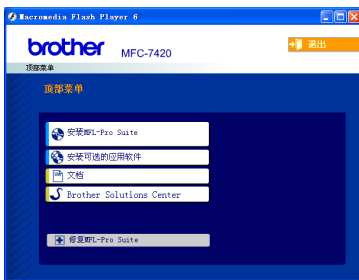 Macromedia Flash Player 6
brother MFC-7420
退出
顶部菜单
顶部菜单
安装MFL-Pro Suite
安装可选的应用软件
文档
Brother Solutions Center
修复MFL-Pro Suite